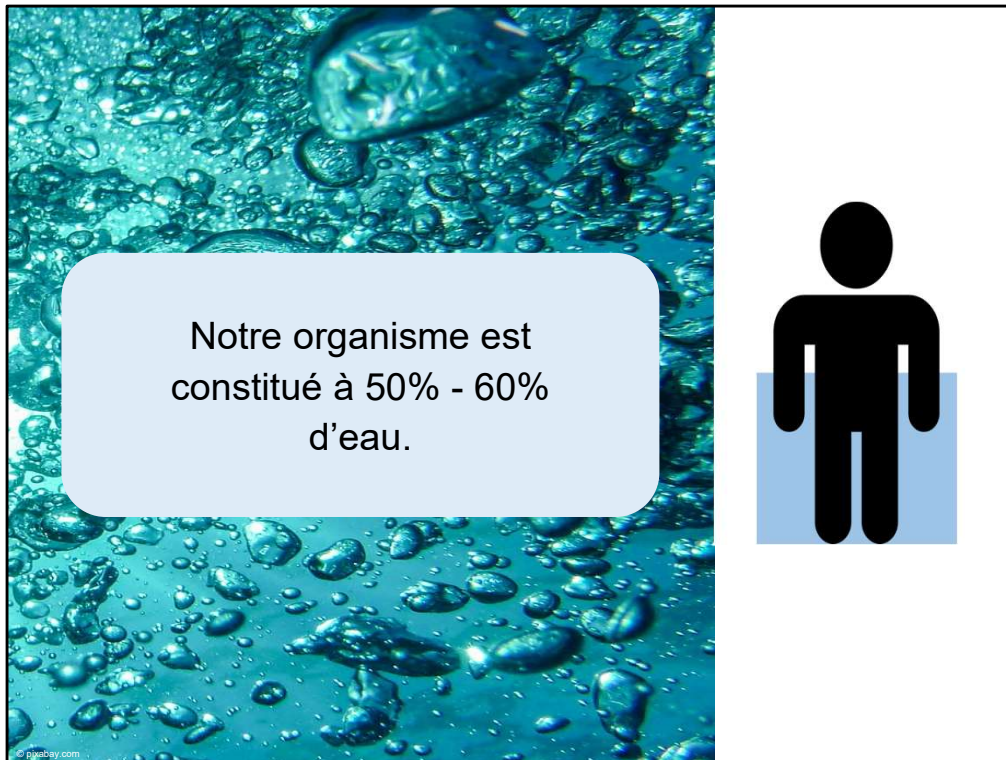 Notre organisme est
constitué à 50% - 60%
d’eau.
© pixabay.com